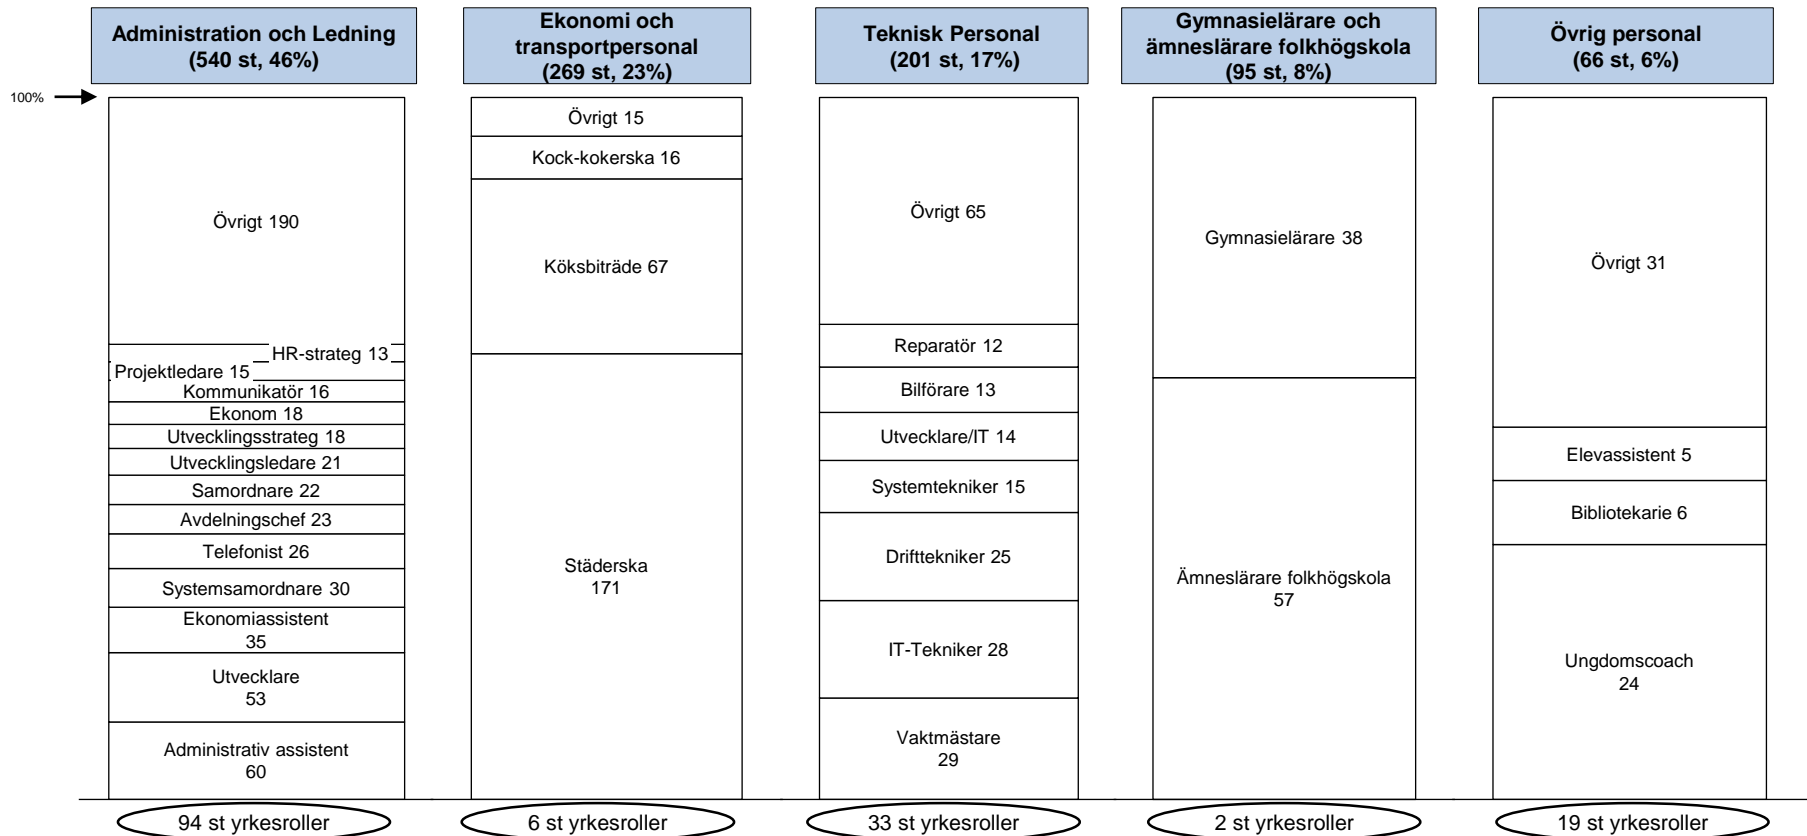 Administration och Ledning
(540 st, 46%)
Ekonomi och
transportpersonal
(269 st, 23%)
Teknisk Personal
(201 st, 17%)
Gymnasielärare och
ämneslärare folkhögskola
(95 st, 8%)
Övrig personal
(66 st, 6%)
100%
Övrigt 190
HR-strateg 13
Projektledare 15
Kommunikatör 16
Ekonom 18
Utvecklingsstrateg 18
Utvecklingsledare 21
Samordnare 22
Avdelningschef 23
Telefonist 26
Systemsamordnare 30
Ekonomiassistent
35
Utvecklare
53
Administrativ assistent
60
94 st yrkesroller
Övrigt 15
Kock-kokerska 16
Köksbiträde 67
Städerska
171
6 st yrkesroller
Övrigt 65
Reparatör 12
Bilförare 13
Utvecklare/IT 14
Systemtekniker 15
Drifttekniker 25
IT-Tekniker 28
Vaktmästare
29
33 st yrkesroller
Gymnasielärare 38
Ämneslärare folkhögskola
57
2 st yrkesroller
Övrigt 31
Elevassistent 5
Bibliotekarie 6
Ungdomscoach
24
19 st yrkesroller